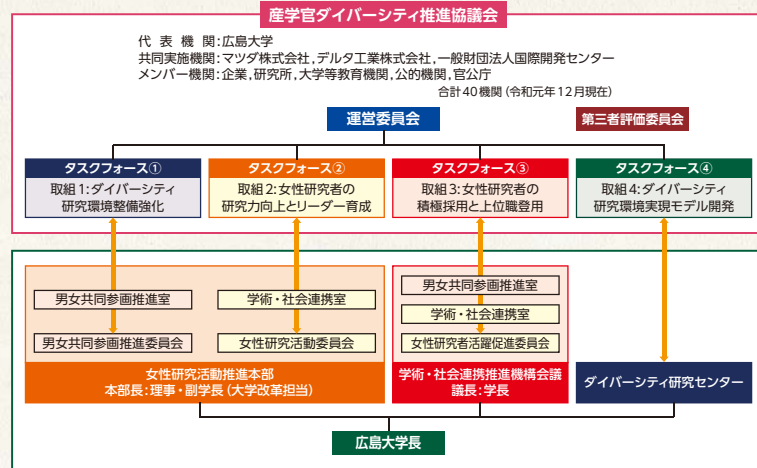 産学官ダイバーシティ推進協議会
代表機関:広島大学
共同実施機関:マツダ株会式社,デルタ工業株式会社,一般財団法人国際開発センター
メンバー機関:企業,研究所,大学等教育機関,公的機関,官公庁
合計40機関(令和元年12月現在)
運営委員会
第三者評価委員会
タスクフォース①
取組1:ダイバーシティ
研究環境整備強化
タスクフォース②
取組2:女性研究者の
研究力向上とリーダー育成
タスクフォース③
取組3:女性研究者の
積極採用と上位職登用
タスクフォース④
取組4:ダイバーシティ
研究環境実現モデル開発
男女共同参画推進室
男女共同参画推進委員会
学術・社会連携室
女性研究活動委員会
女性研究活動推進本部
本部長:理事・副学長(大学改革担当)
男女共同参画推進室
学術・社会連携室
女性研究者活躍促進委員会
学術・社会連携推進機構会議
議長:学長
ダイバーシティ研究センター
広島大学長